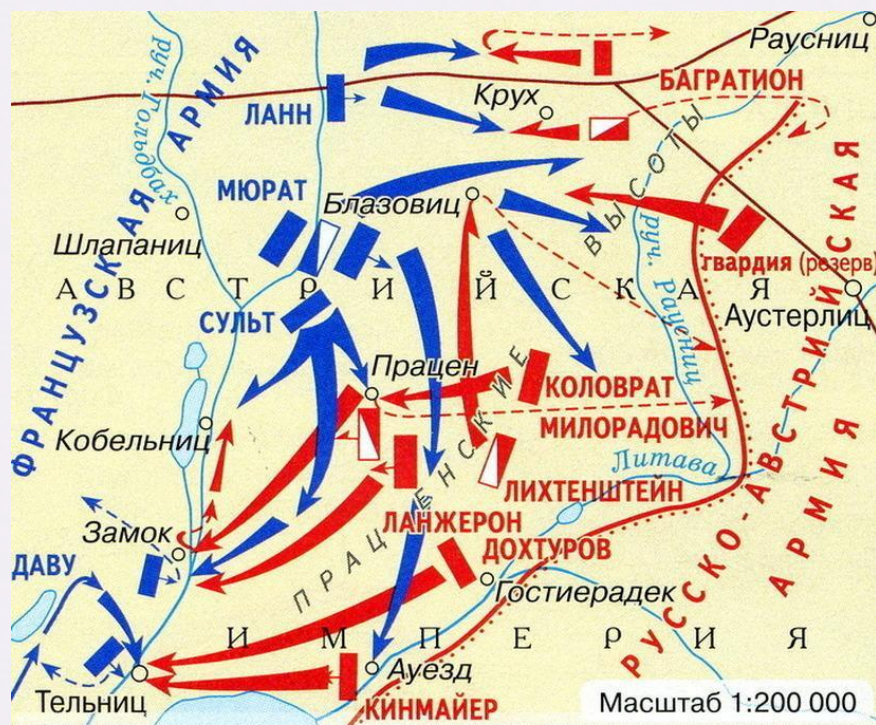 Раусниц
БАГРАТИОН
руч. Гольдбах
ФРАНЦУЗСКАЯ АРМИЯ
ЛАНН
Крух
МЮРАТ
Блазовиц
ПРАЦЕНСКИЕ ВЫСОТЫ
Шлапаниц
руч. Раусниц
гвардия (резерв)
АВСТРИЙСКАЯ
Аустерлиц
СУЛЬТ
Працен
КОЛОВРАТ
МИЛОРАДОВИЧ
Кобельниц
Литава
ЛИХТЕНШТЕЙН
ЛАНЖЕРОН
Замок
ДОХТУРОВ
ДАВУ
Гостиерадек
РУССКО-АВСТРИЙСКАЯ
АРМИЯ
ИМПЕРИЯ
Ауезд
Тельниц
КИНМАЙЕР
Масштаб 1:200 000